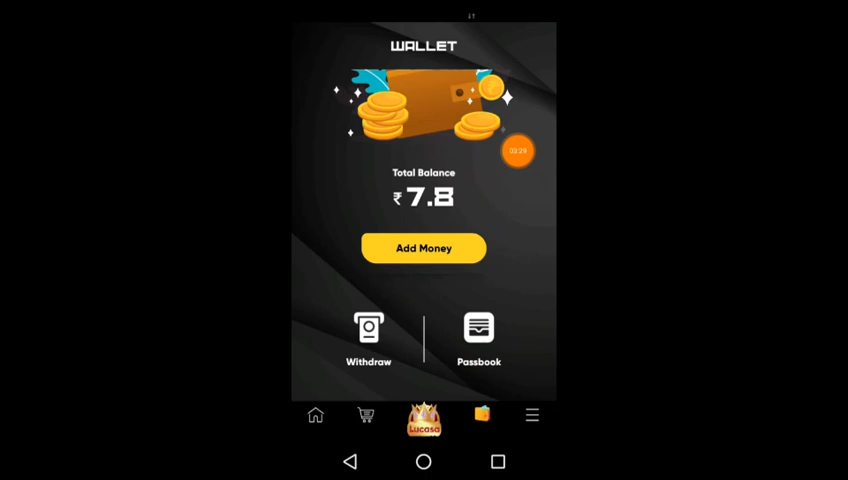 WALLET
03:29
Total Balance
₹ 7.8
Add Money
Withdraw
Passbook
Lucasa